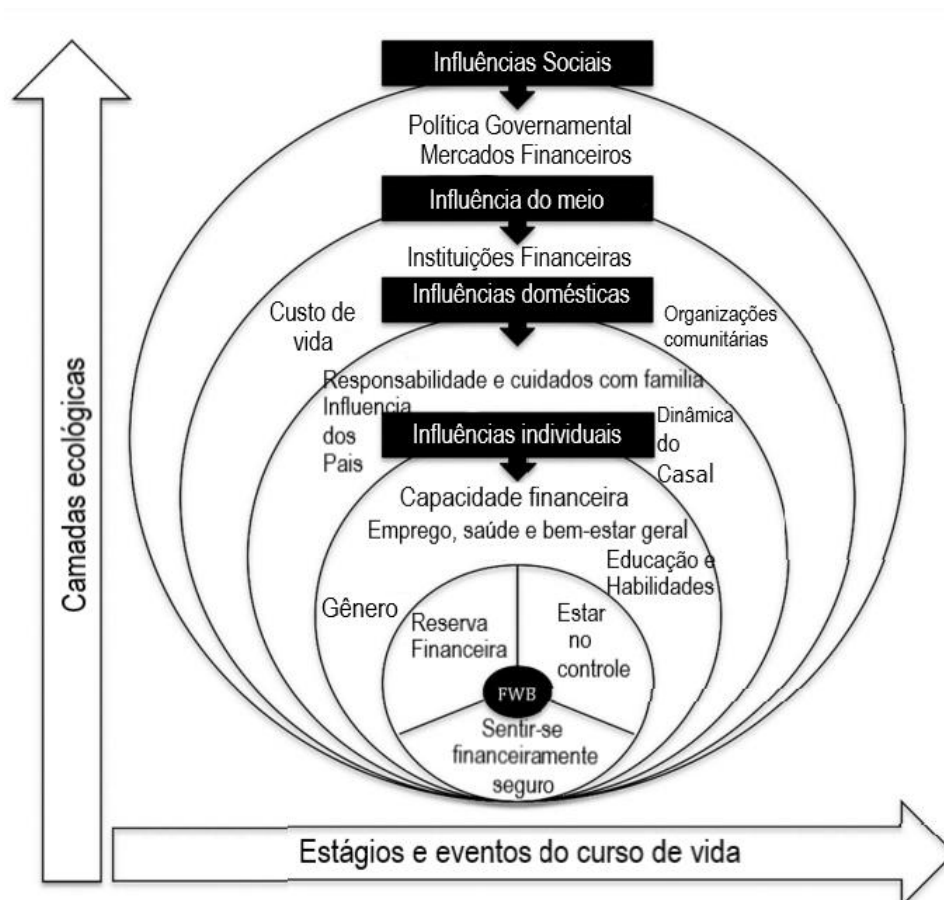 Influências Sociais
Política Governamental
Mercados Financeiros
Influência do meio
Instituições Financeiras
Influências domésticas
Custo de
vida
Organizações
comunitárias
Responsabilidade e cuidados com familia
Influencia
dos
Pais
Influências individuais
Dinâmica
do
Casal
Capacidade financeira
Emprego, saúde e bem-estar geral
Educação e
Habilidades
Gênero
Reserva
Financeira
Estar
no
controle
FWB
Sentir-se
financeiramente
seguro
Camadas ecológicas
Estágios e eventos do curso de vida